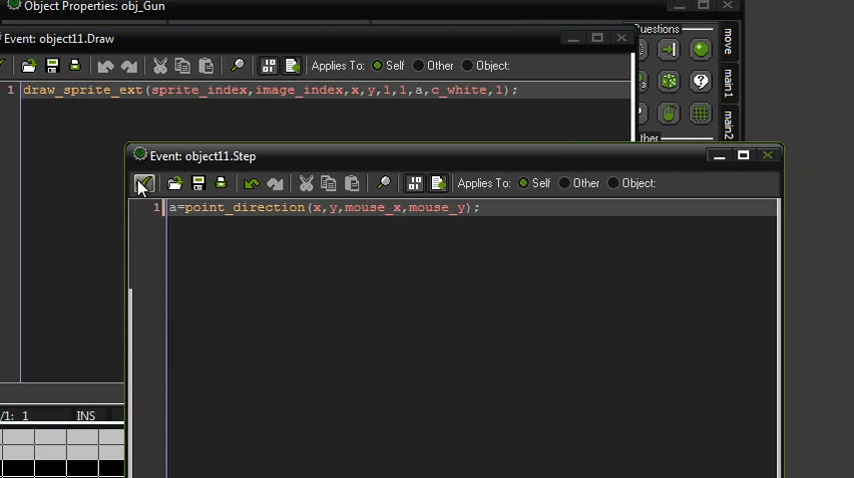 Object Properties: obj_Gun
Questions
Event: object11.Draw
move
Applies To: Self Other Object:
main1
1 draw_sprite_ext(sprite_index,image_index,x,y,1,1,a,c_white,1);
main2
Event: object11.Step
Applies To: Self Other Object:
1 a=point_direction(x,y,mouse_x,mouse_y);
/1: 1 INS